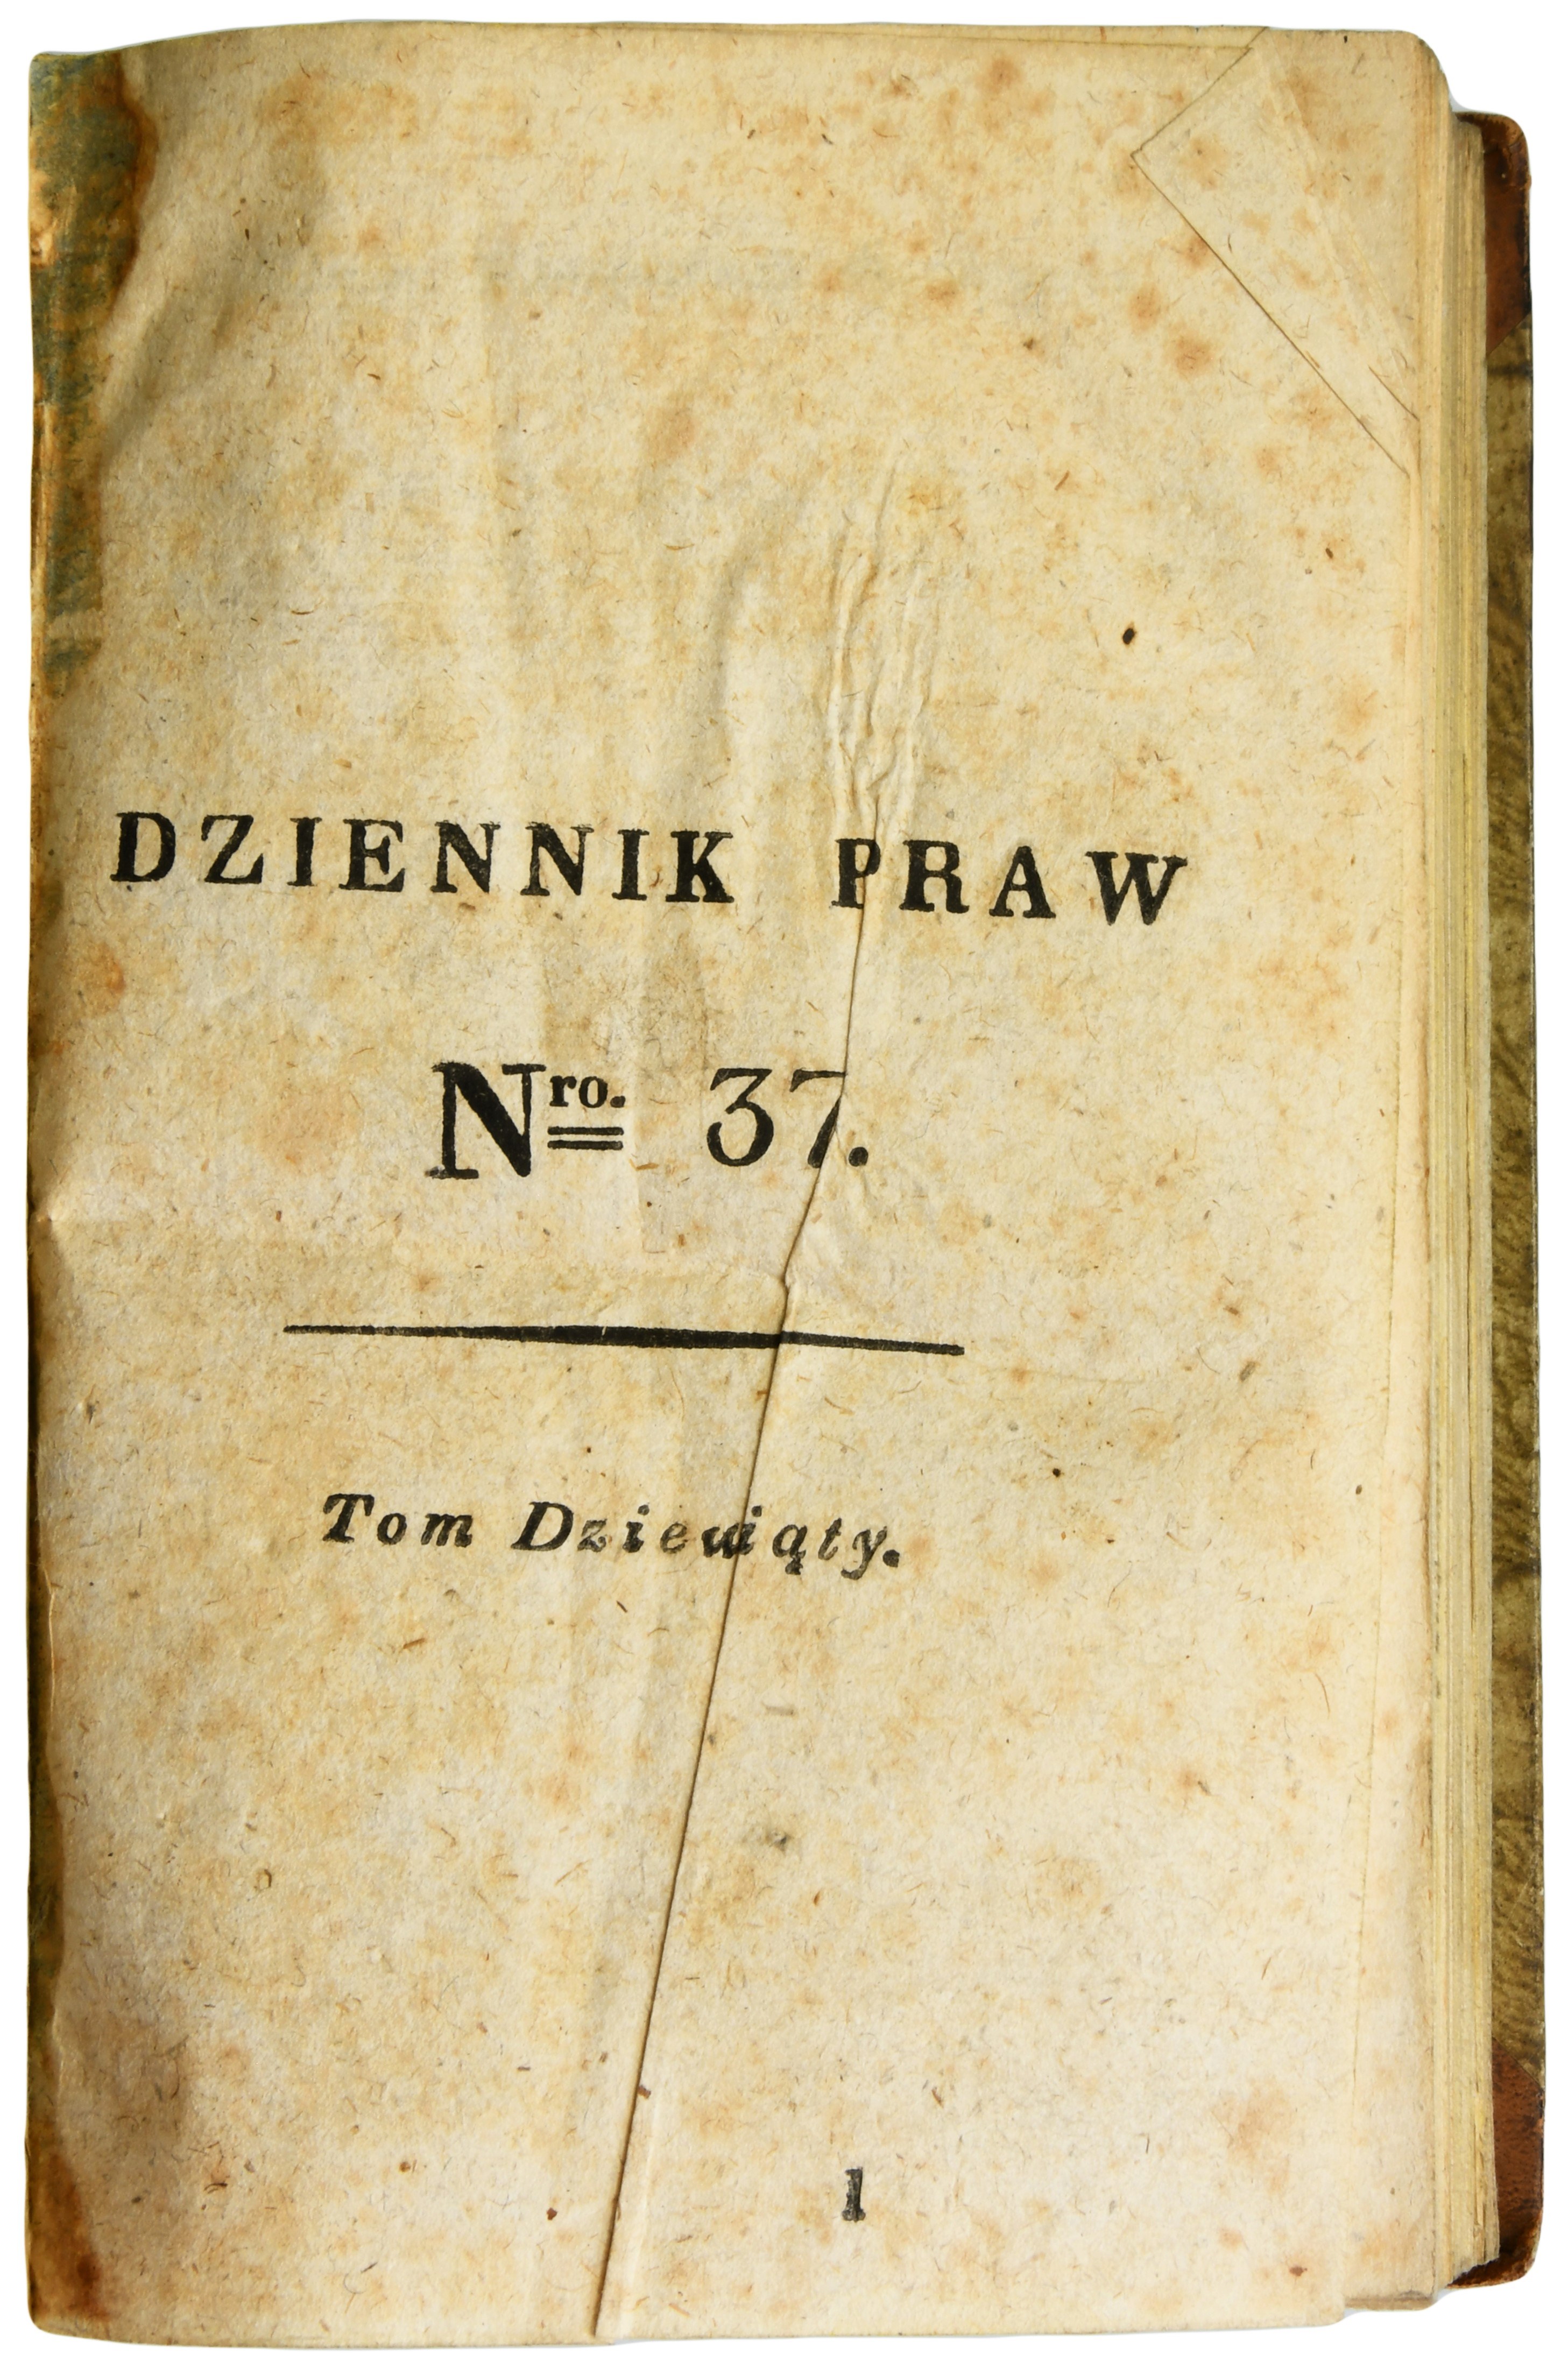 DZIENNIK PRAW
Nro. 37.
Tom Dziewiąty.
1